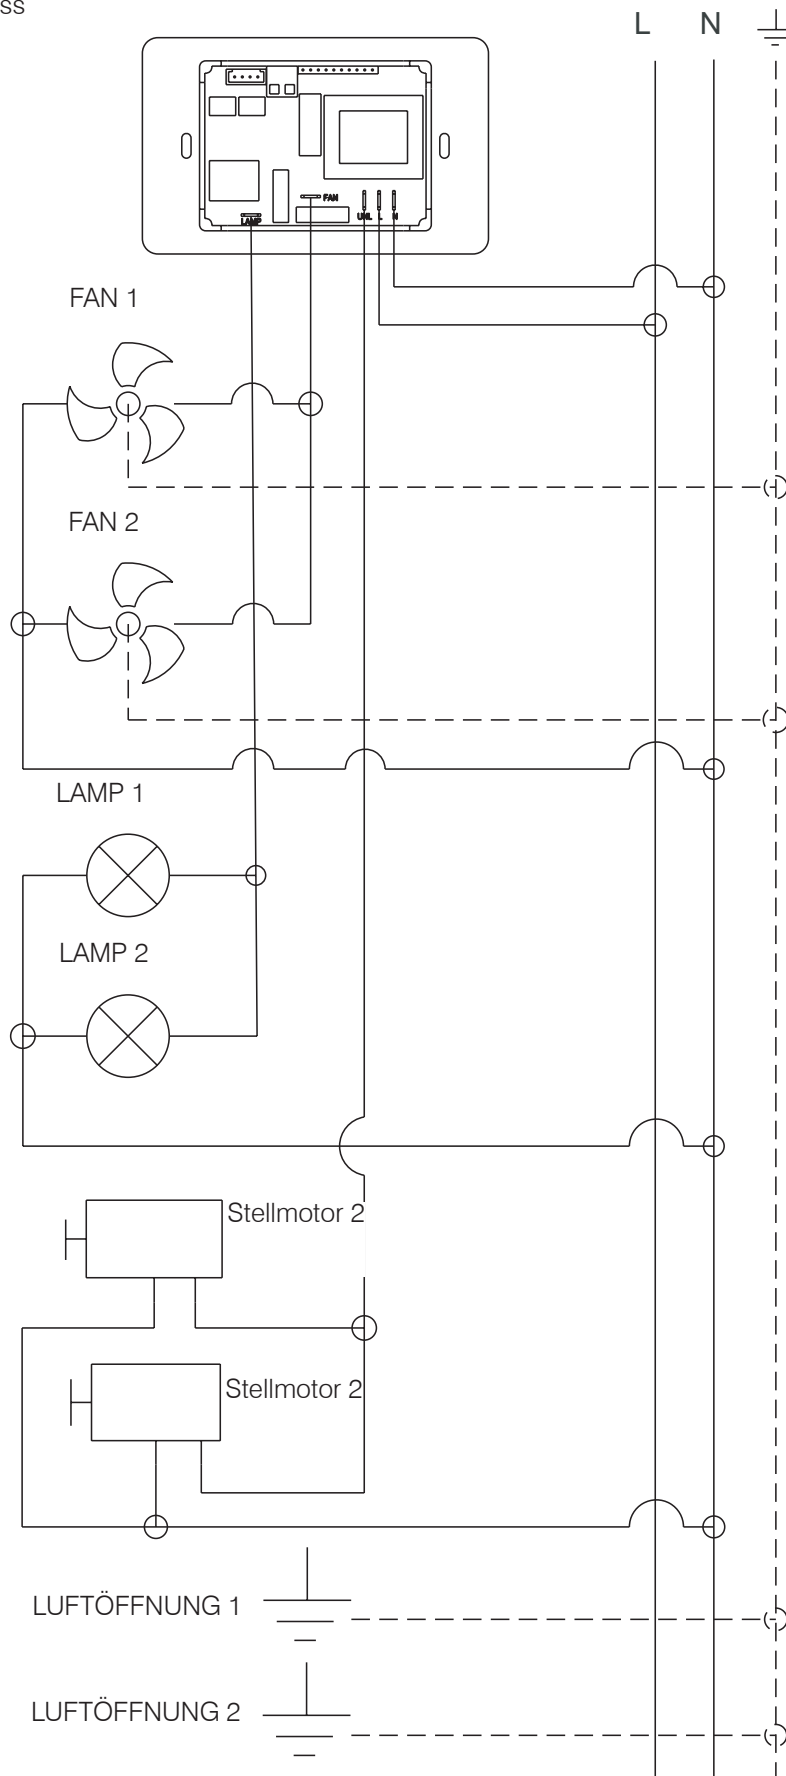 ss
L N
LAMP
FAN
UNL L N
FAN 1
FAN 2
LAMP 1
LAMP 2
Stellmotor 2
Stellmotor 2
LUFTÖFFNUNG 1
LUFTÖFFNUNG 2